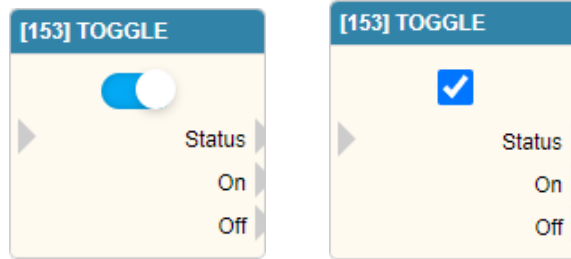 [153] TOGGLE
Status
On
Off
[153] TOGGLE
Status
On
Off